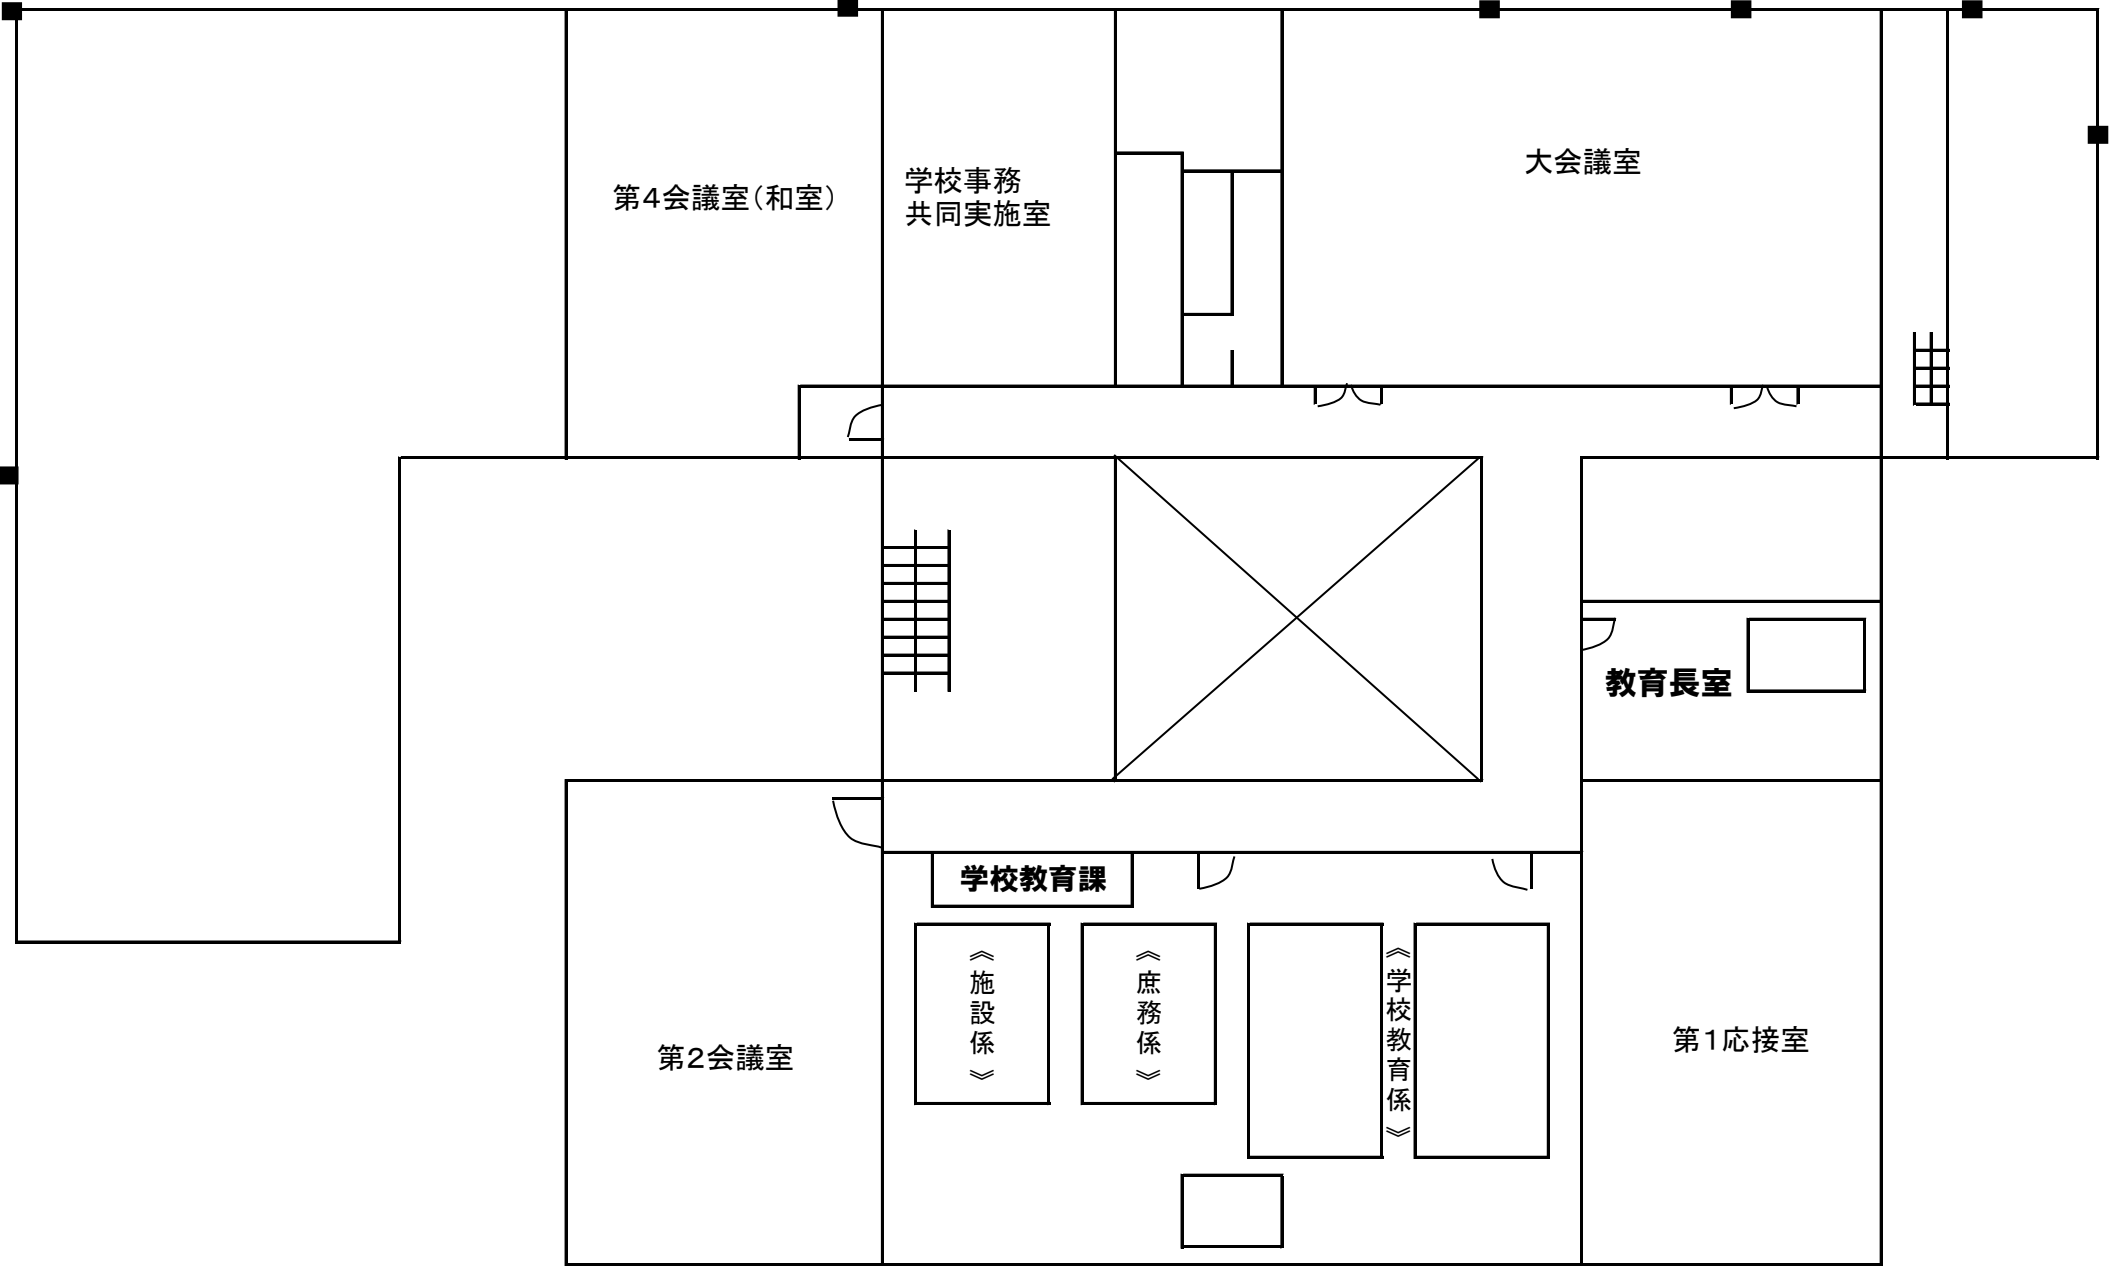 大会議室
学校事務
共同実施室
第4会議室(和室)
教育長室
学校教育課
《施設係》
《庶務係》
《学校教育係》
第1応接室
第2会議室